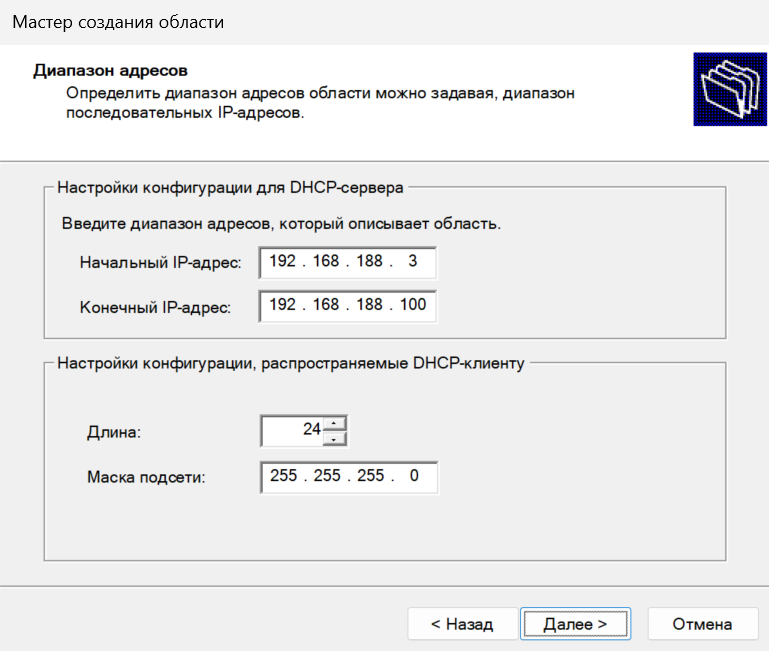 Мастер создания области
Диапазон адресов
Определить диапазон адресов области можно задавая, диапазон
последовательных IP-адресов.
Настройки конфигурации для DHCP-сервера
Введите диапазон адресов, который описывает область.
Начальный IP-адрес: 192 . 168 . 188 . 3
Конечный IP-адрес: 192 . 168 . 188 . 100
Настройки конфигурации, распространяемые DHCP-клиенту
Длина: 24
Маска подсети: 255 . 255 . 255 . 0
< Назад Далее > Отмена